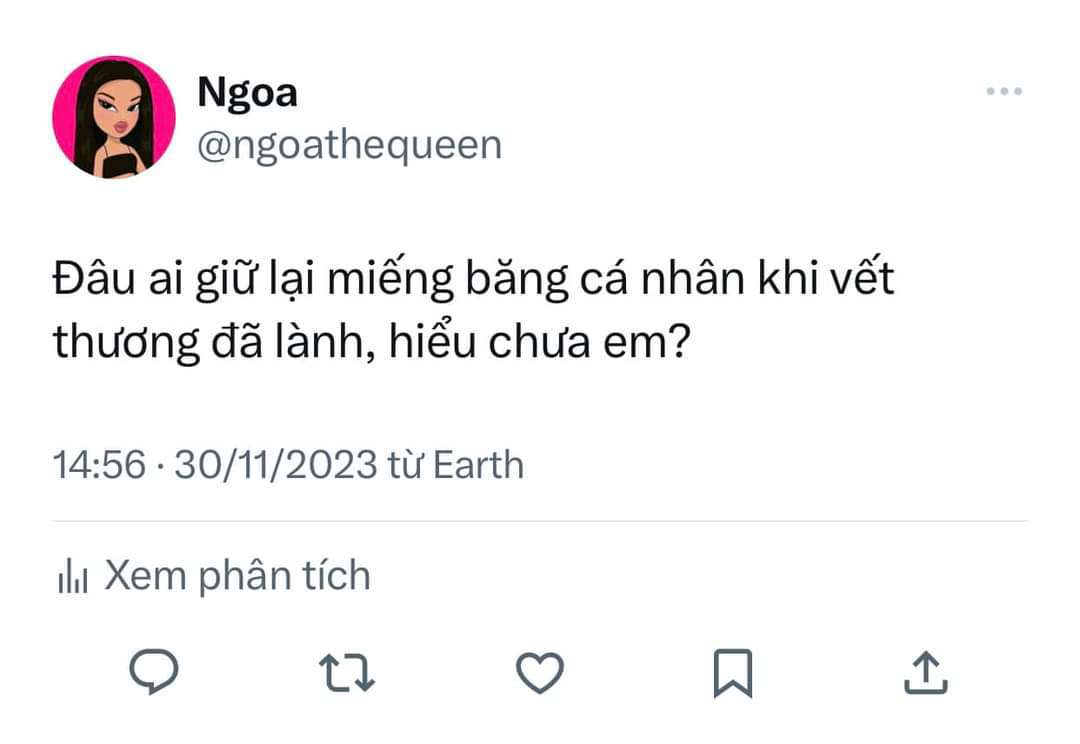 Ngoa
@ngoathequeen
Đâu ai giữ lại miếng băng cá nhân khi vết
thương đã lành, hiểu chưa em?
14:56 · 30/11/2023 từ Earth
Xem phân tích